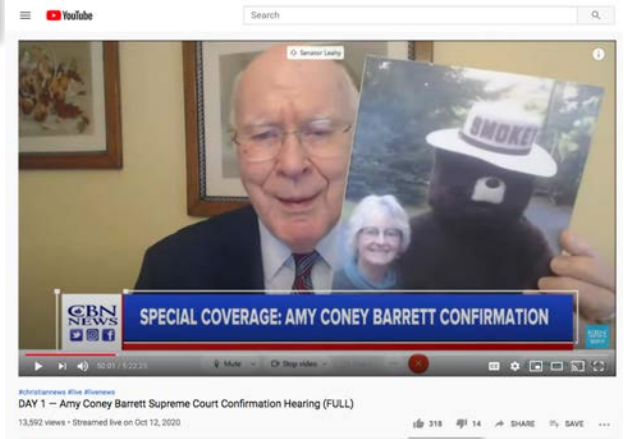 YouTube
Search
Senator Leahy
SMOKEY
CBN
NEWS
SPECIAL COVERAGE: AMY CONEY BARRETT CONFIRMATION
50:01 / 5:22:23
Mute
Stop video
#christiannews #live #livenews
DAY 1 — Amy Coney Barrett Supreme Court Confirmation Hearing (FULL)
13,592 views • Streamed live on Oct 12, 2020
318
14
SHARE
SAVE